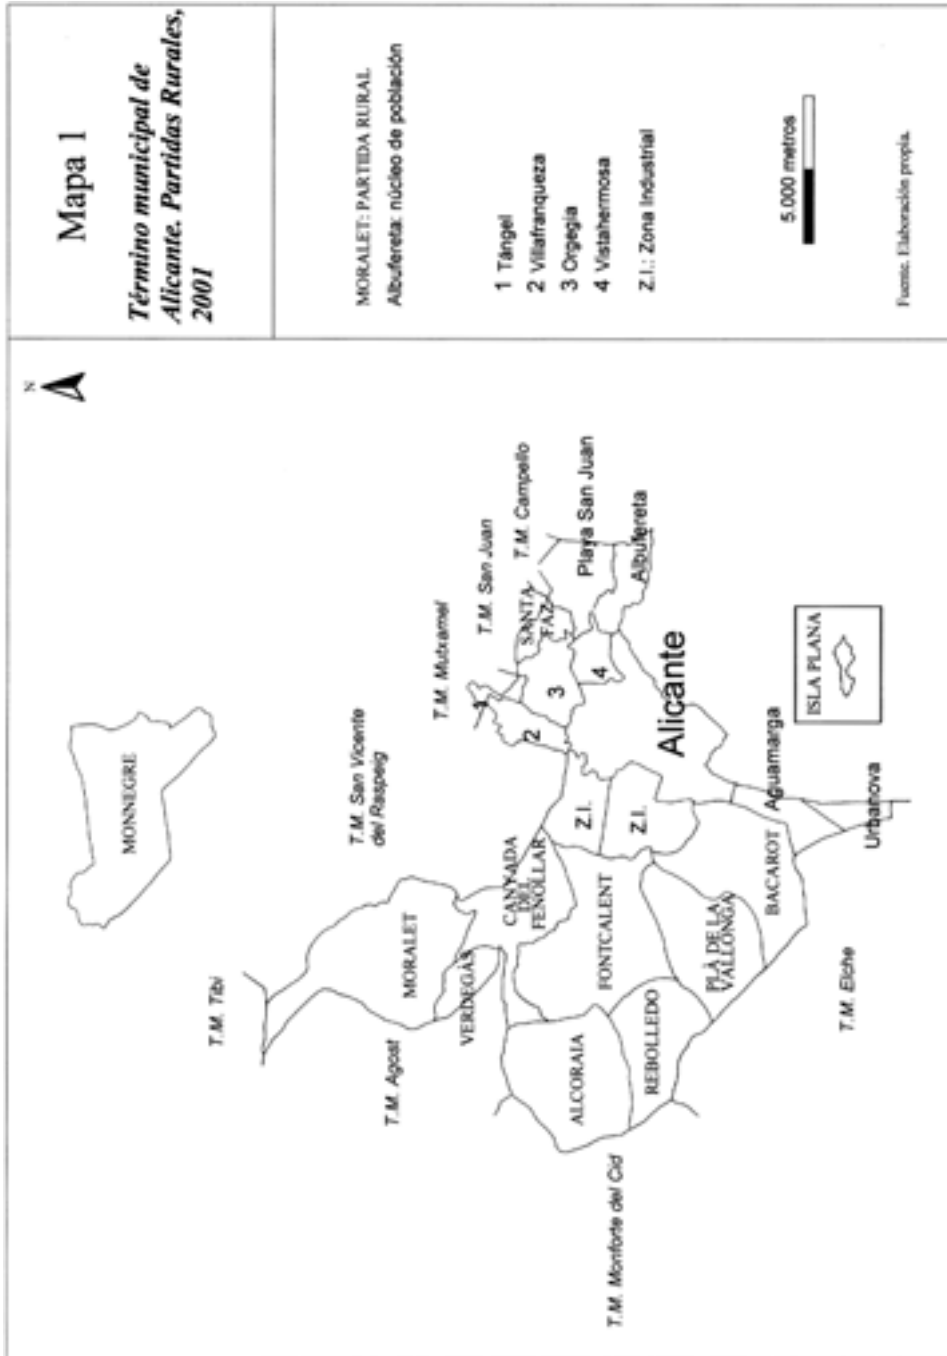 Mapa 1
Término municipal de
Alicante. Partidas Rurales,
2001
MORALET: PARTIDA RURAL
Albufereta: núcleo de población
1 Tángel
2 Villafranqueza
3 Orgegia
4 Vistahermosa
Z.I.: Zona Industrial
5.000 metros
Fuente. Elaboración propia.
N
MONNEGRE
T.M. Tibi
T.M. San Vicente
del Raspeig
T.M. Mutxamel
T.M. San Juan
T.M. Campello
MORALET
T.M. Agost
VERDEGÀS
CANYADA
DEL
FENOLLAR
1
2
3
SANTA
FAZ
4
Playa San Juan
Albufereta
Z.I.
Z.I.
Alicante
ALCORAIA
FONTCALENT
REBOLLEDO
PLÀ DE LA
VALLONGA
BACAROT
Aguamarga
Urbanova
ISLA PLANA
T.M. Monforte del Cid
T.M. Elche